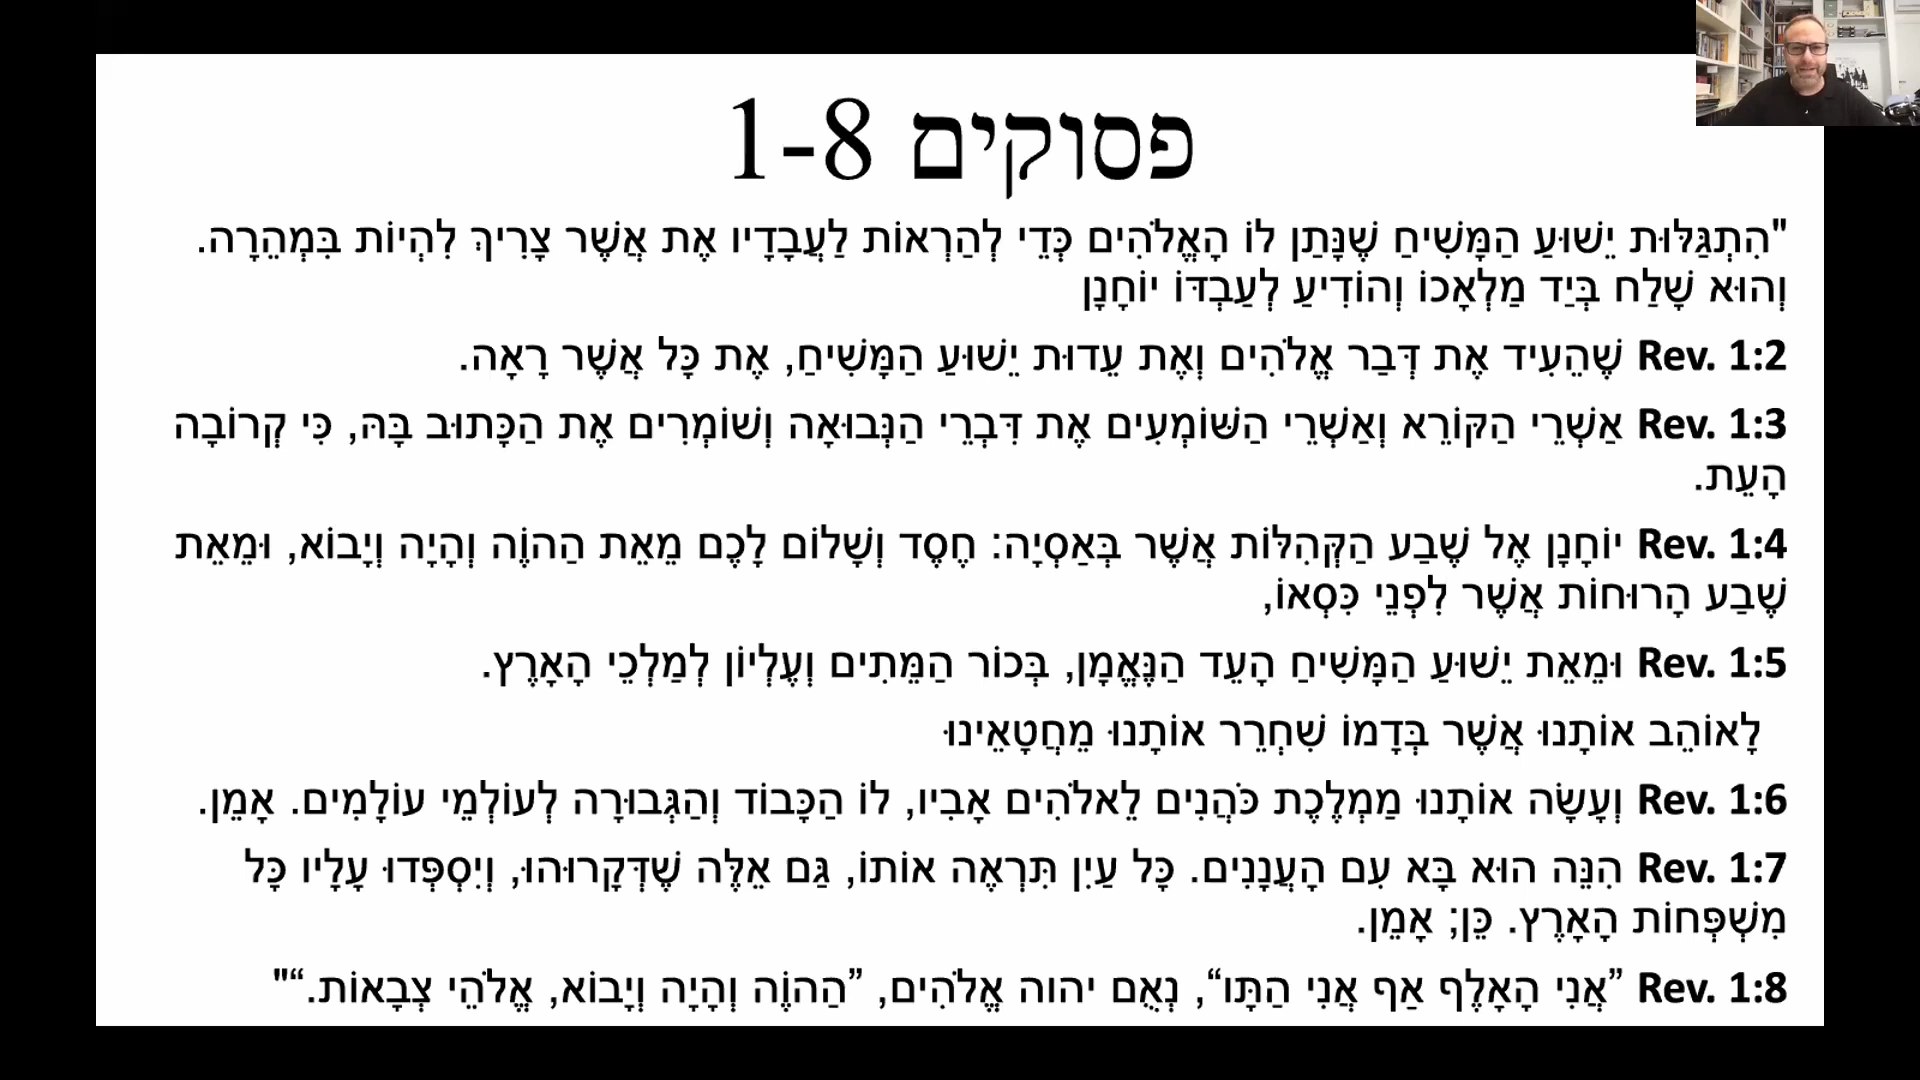 פסוקים 1-8
"הִתְגַּלּוּת יֵשׁוּעַ הַמָּשִׁיחַ שֶׁנָּתַן לוֹ הָאֱלֹהִים כְּדֵי לְהַרְאוֹת לַעֲבָדָיו אֶת אֲשֶׁר צָרִיךְ לִהְיוֹת בִּמְהֵרָה.
וְהוּא שָׁלַח בְּיַד מַלְאָכוֹ וְהוֹדִיעַ לְעַבְדּוֹ יוֹחָנָן
Rev. 1:2 שֶׁהֵעִיד אֶת דְּבַר אֱלֹהִים וְאֶת עֵדוּת יֵשׁוּעַ הַמָּשִׁיחַ, אֶת כָּל אֲשֶׁר רָאָה.
Rev. 1:3 אַשְׁרֵי הַקּוֹרֵא וְאַשְׁרֵי הַשּׁוֹמְעִים אֶת דִּבְרֵי הַנְּבוּאָה וְשׁוֹמְרִים אֶת הַכָּתוּב בָּהּ, כִּי קְרוֹבָה
הָעֵת.
Rev. 1:4 יוֹחָנָן אֶל שֶׁבַע הַקְּהִלּוֹת אֲשֶׁר בְּאַסְיָה: חֶסֶד וְשָׁלוֹם לָכֶם מֵאֵת הַהוֶֹה וְהָיָה וְיָבוֹא, וּמֵאֵת
שֶׁבַע הָרוּחוֹת אֲשֶׁר לִפְנֵי כִּסְאוֹ,
Rev. 1:5 וּמֵאֵת יֵשׁוּעַ הַמָּשִׁיחַ הָעֵד הַנֶּאֱמָן, בְּכוֹר הַמֵּתִים וְעֶלְיוֹן לְמַלְכֵי הָאָרֶץ.
לָאוֹהֵב אוֹתָנוּ אֲשֶׁר בְּדָמוֹ שִׁחְרֵר אוֹתָנוּ מֵחֲטָאֵינוּ
Rev. 1:6 וְעָשָׂה אוֹתָנוּ מַמְלֶכֶת כֹּהֲנִים לֵאלֹהִים אָבִיו, לוֹ הַכָּבוֹד וְהַגְּבוּרָה לְעוֹלְמֵי עוֹלָמִים. אָמֵן.
Rev. 1:7 הִנֵּה הוּא בָּא עִם הָעֲנָנִים. כָּל עַיִן תִּרְאֶה אוֹתוֹ, גַּם אֵלֶּה שֶׁדְּקָרוּהוּ, וְיִסְפְּדוּ עָלָיו כָּל
מִשְׁפְּחוֹת הָאָרֶץ. כֵּן; אָמֵן.
Rev. 1:8 ”אֲנִי הָאָלֶף אַף אֲנִי הַתָּו“, נְאֻם יהוה אֱלֹהִים, ”הַהוֶֹה וְהָיָה וְיָבוֹא, אֱלֹהֵי צְבָאוֹת.“"